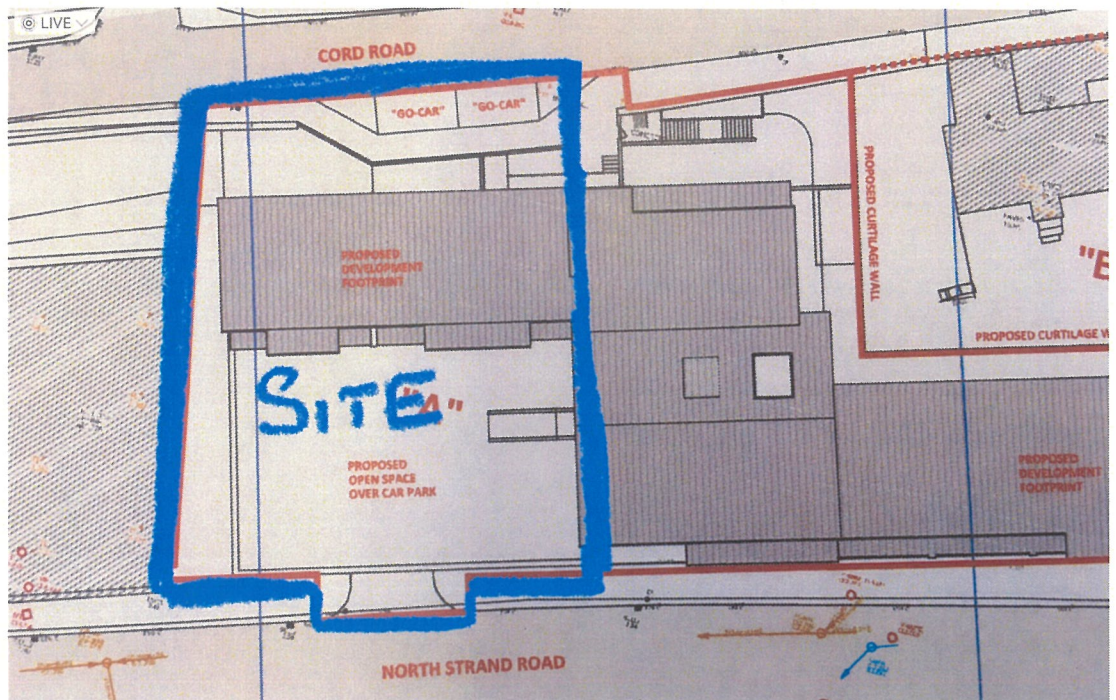 LIVE
CORD ROAD
"GO-CAR"
"GO-CAR"
PROPOSED
DEVELOPMENT
FOOTPRINT
PROPOSED CURTILAGE WALL
"E
PROPOSED CURTILAGE W
SITE
"A"
PROPOSED
OPEN SPACE
OVER CAR PARK
PROPOSED
DEVELOPMENT
FOOTPRINT
NORTH STRAND ROAD